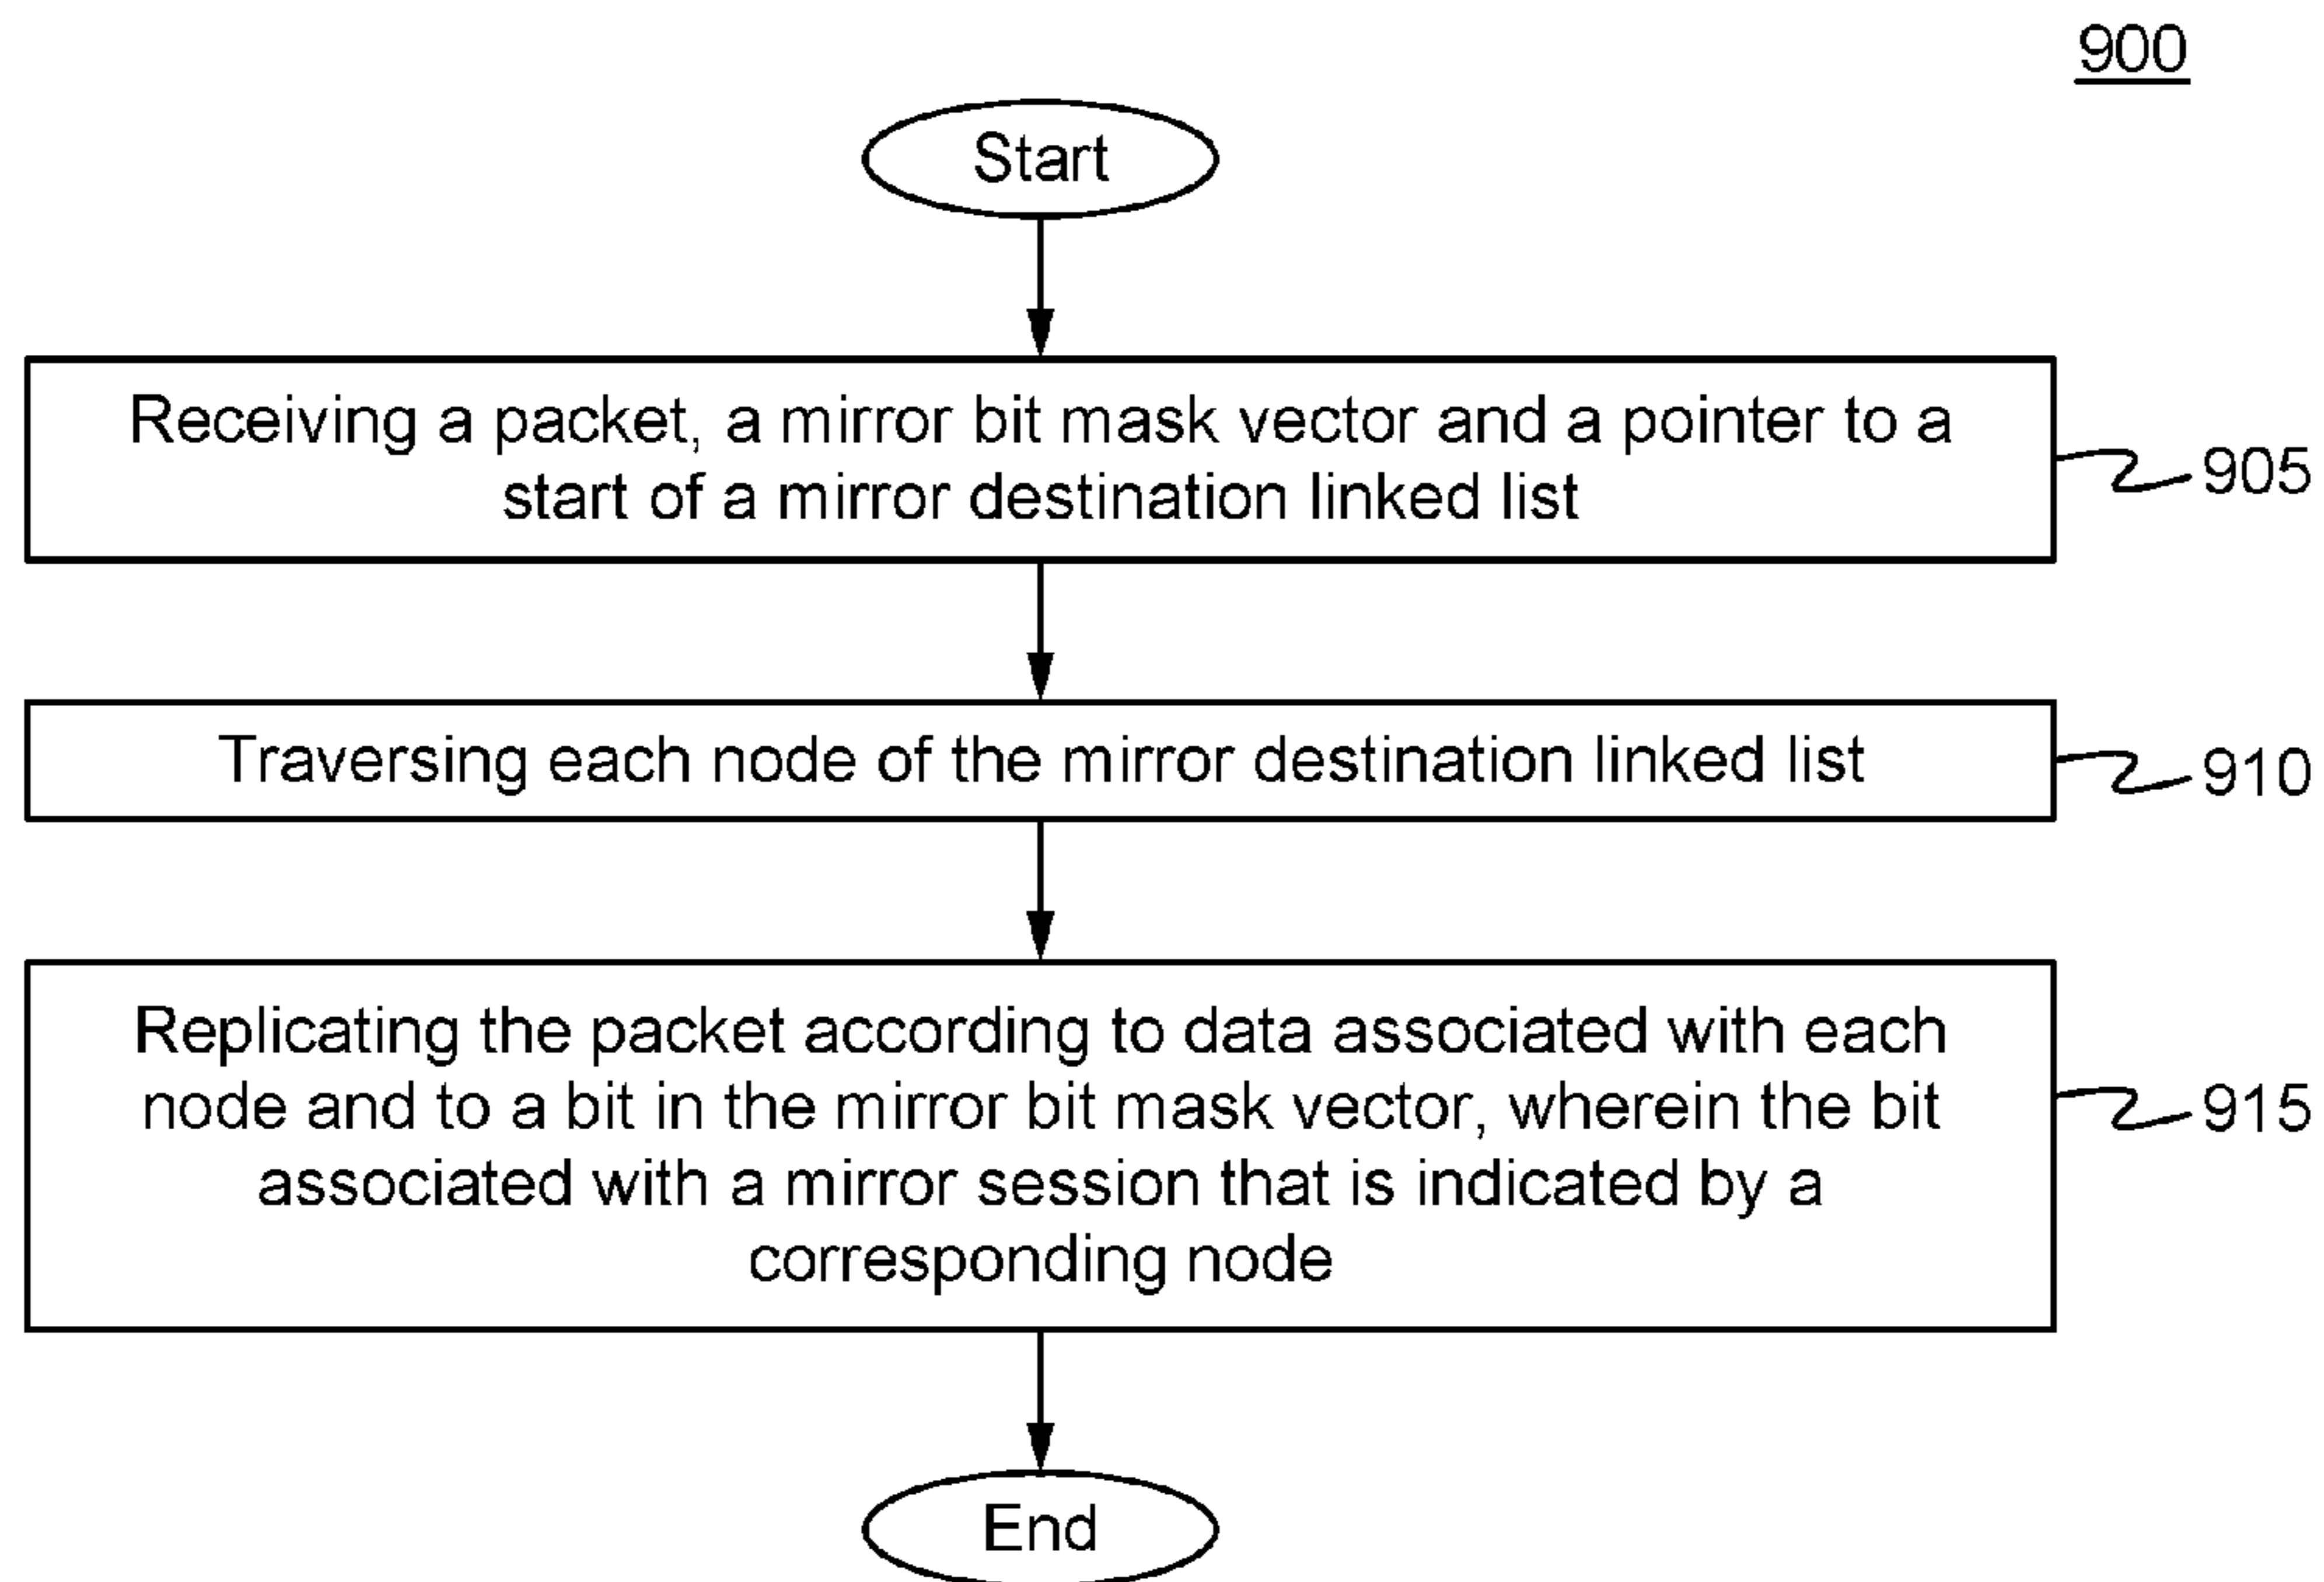 900
Start
Receiving a packet, a mirror bit mask vector and a pointer to a
start of a mirror destination linked list
905
Traversing each node of the mirror destination linked list
910
Replicating the packet according to data associated with each
node and to a bit in the mirror bit mask vector, wherein the bit
associated with a mirror session that is indicated by a
corresponding node
915
End